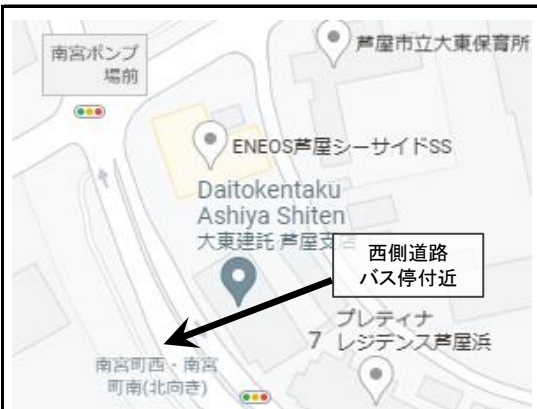 南宮ポンプ
場前
芦屋市立大東保育所
ENEOS芦屋シーサイドSS
Daitokentaku
Ashiya Shiten
大東建託 芦屋支店
西側道路
バス停付近
プレティナ
7 レジデンス芦屋浜
南宮町西・南宮
町南(北向き)